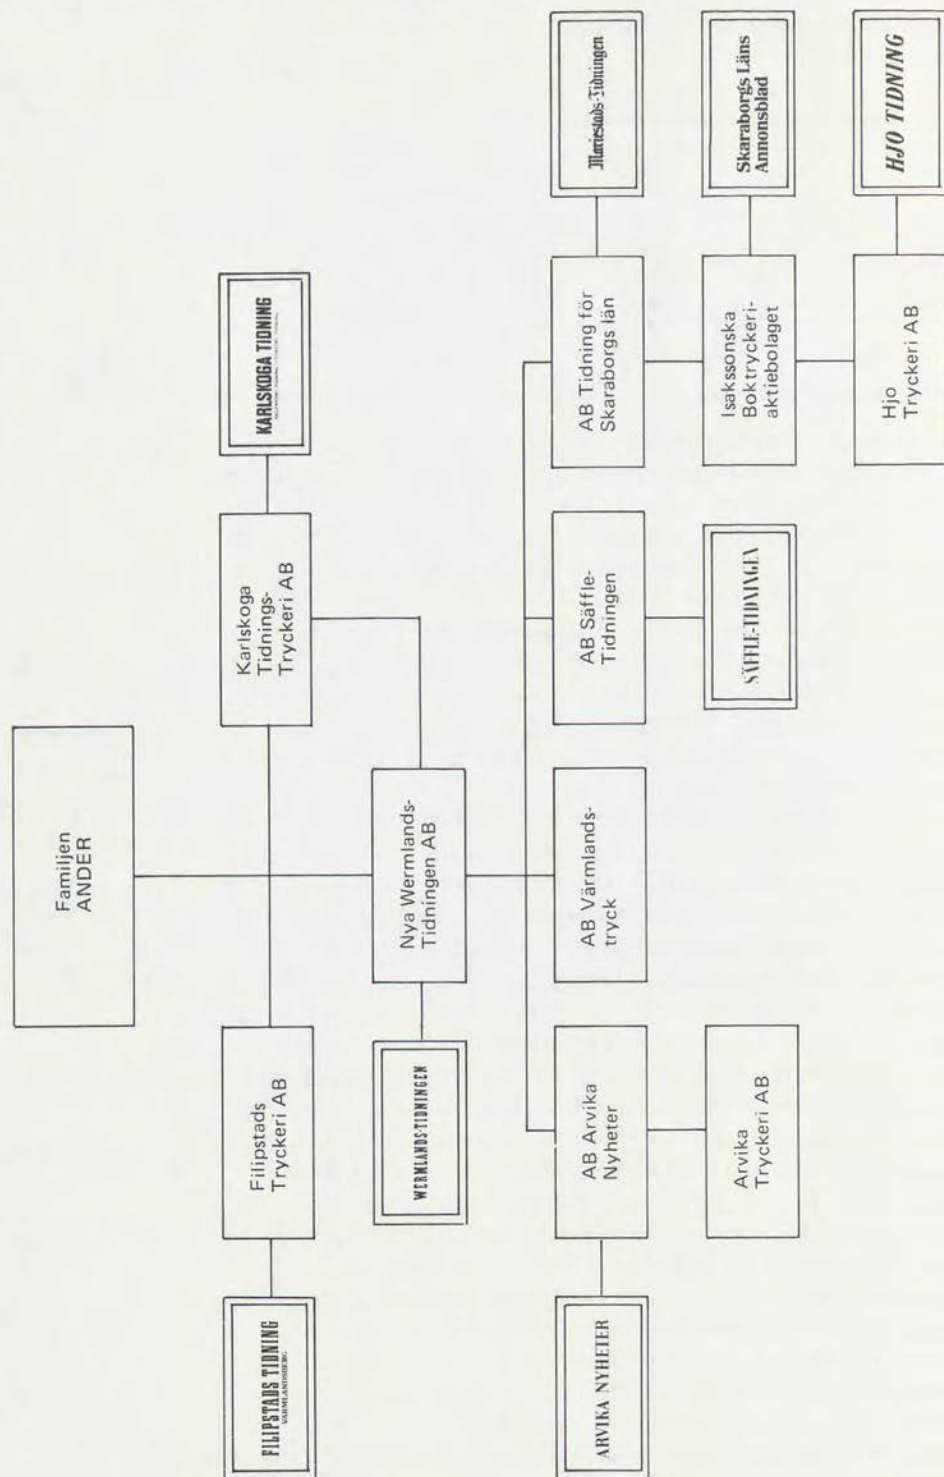 Familjen
ANDER
FILIPSTADS TIDNING
VÄRMLANDSBERG
Filipstads
Tryckeri AB
Karlskoga
Tidnings-
Tryckeri AB
KARLSKOGA TIDNING
WERMLANDS-TIDNINGEN
Nya Wermlands-
Tidningen AB
ARVIKA NYHETER
AB Arvika
Nyheter
AB Värmlands-
tryck
AB Säffle-
Tidningen
AB Tidning för
Skaraborgs län
Mariestads-Tidningen
Arvika
Tryckeri AB
SÄFFLE-TIDNINGEN
Isakssonska
Boktryckeri-
aktiebolaget
Skaraborgs Läns
Annonsblad
Hjo
Tryckeri AB
HJO TIDNING